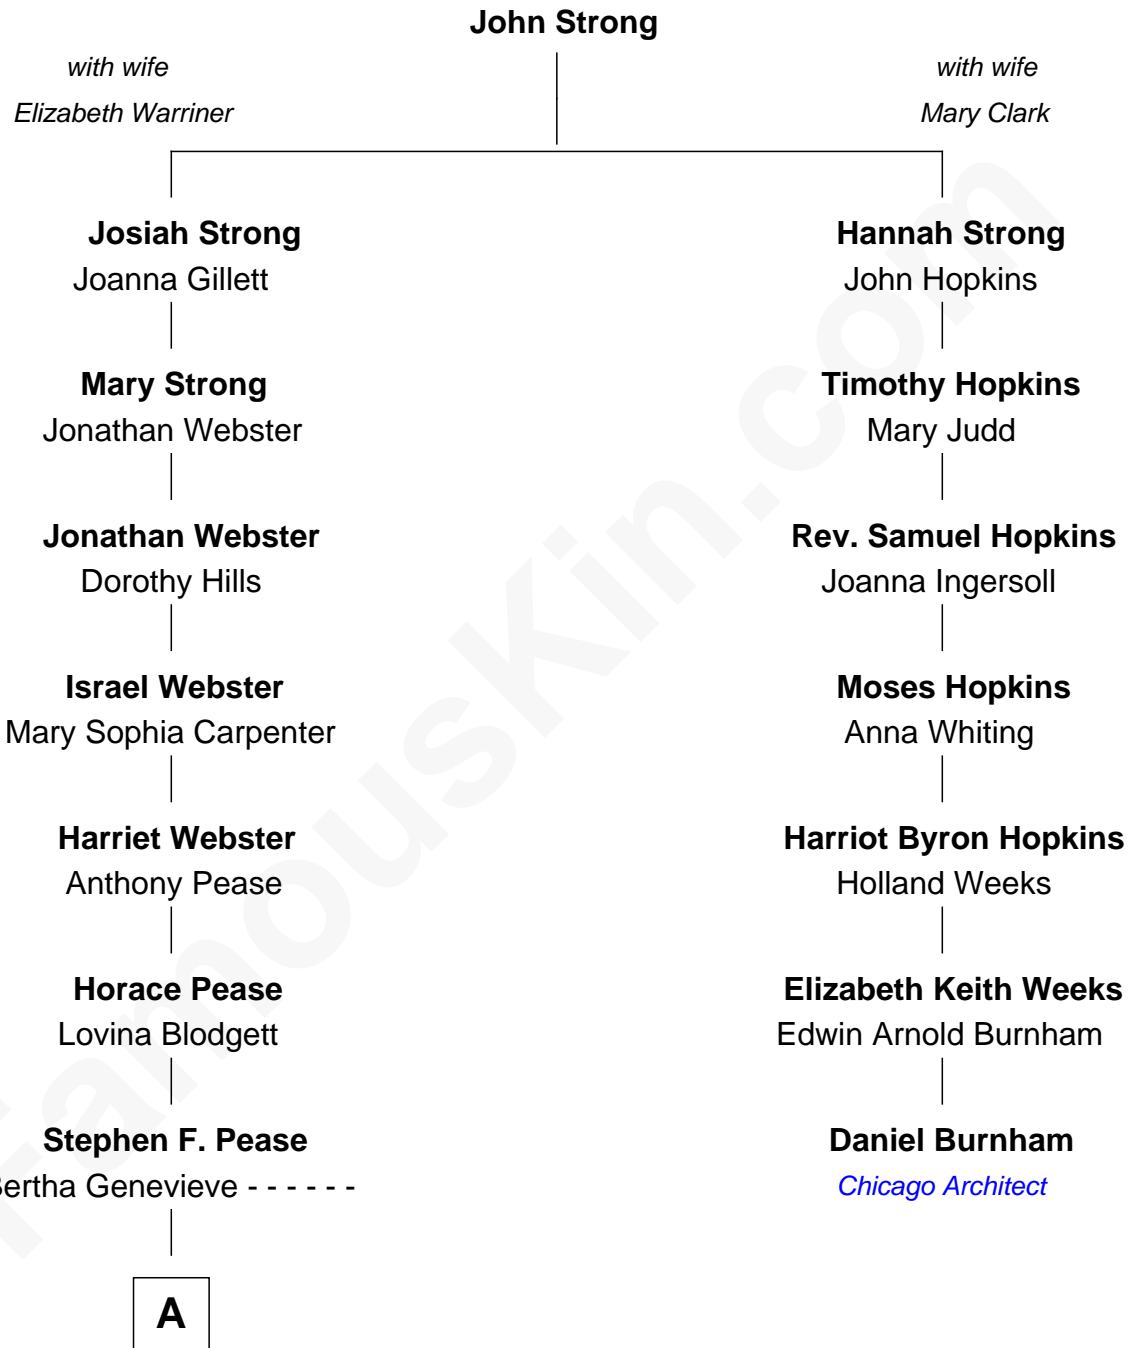 John Strong
with wife
Elizabeth Warriner
with wife
Mary Clark
Josiah Strong
Joanna Gillett
Hannah Strong
John Hopkins
Mary Strong
Jonathan Webster
Timothy Hopkins
Mary Judd
Jonathan Webster
Dorothy Hills
Rev. Samuel Hopkins
Joanna Ingersoll
Israel Webster
Mary Sophia Carpenter
Moses Hopkins
Anna Whiting
Harriet Webster
Anthony Pease
Harriot Byron Hopkins
Holland Weeks
Horace Pease
Lovina Blodgett
Elizabeth Keith Weeks
Edwin Arnold Burnham
Stephen F. Pease
Bertha Genevieve - - - - - -
Daniel Burnham
Chicago Architect
A
FamousKin.com